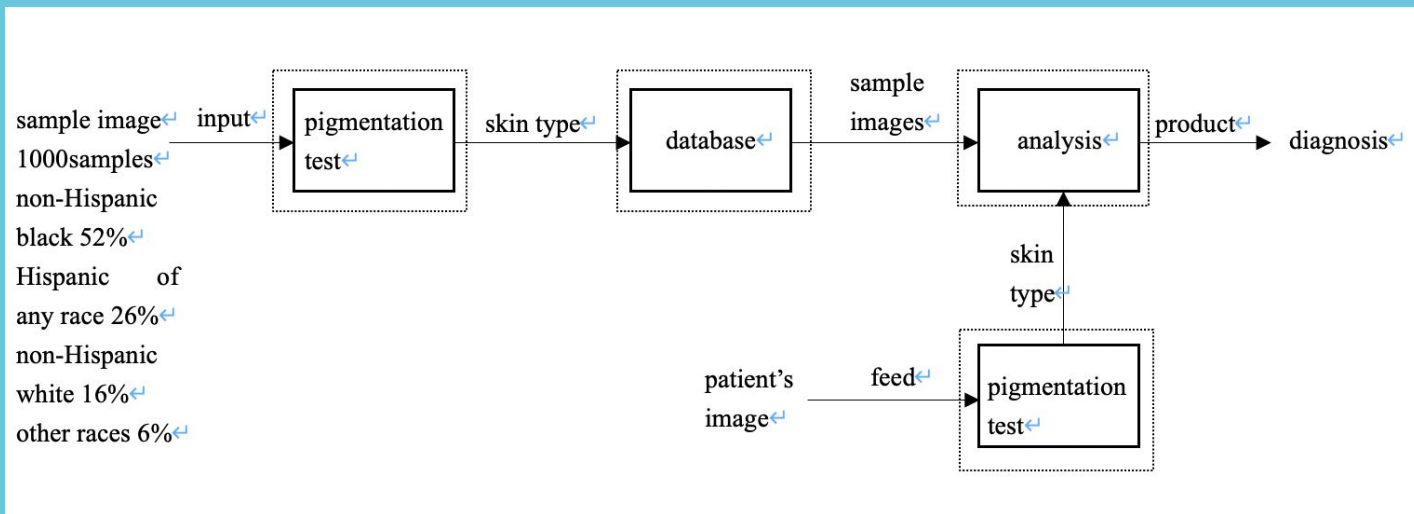 sample image↵
1000samples↵
non-Hispanic
black 52%↵
Hispanic of
any race 26%↵
non-Hispanic
white 16%↵
other races 6%↵
input↵
pigmentation
test↵
skin type↵
database↵
sample
images↵
analysis↵
product↵
diagnosis↵
skin
type↵
patient’s
image↵
feed↵
pigmentation
test↵